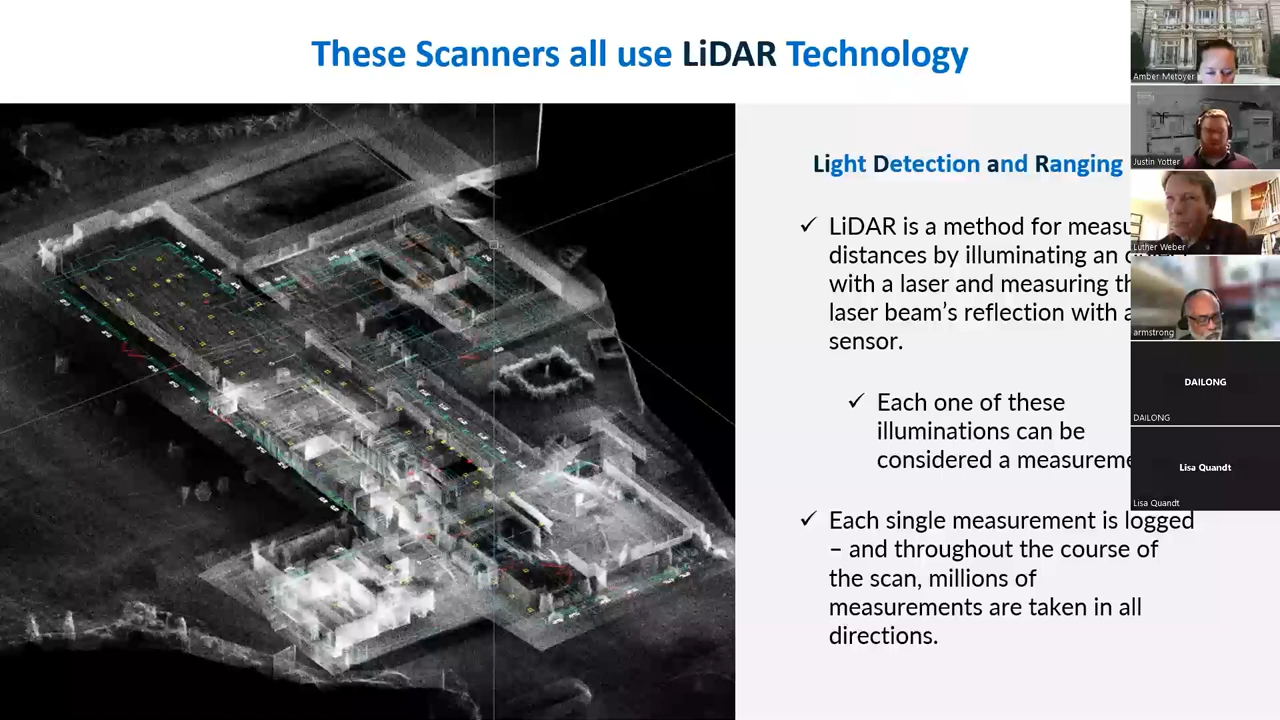 These Scanners all use LiDAR Technology
Light Detection and Ranging
✓ LiDAR is a method for measu
distances by illuminating an
with a laser and measuring th
laser beam's reflection with a
sensor.
✓ Each one of these
illuminations can be
considered a measureme
✓ Each single measurement is logged
– and throughout the course of
the scan, millions of
measurements are taken in all
directions.
Amber Metoyer
Justin Yotter
Luther Weber
armstrong
DAILONG
DAILONG
Lisa Quandt
Lisa Quandt